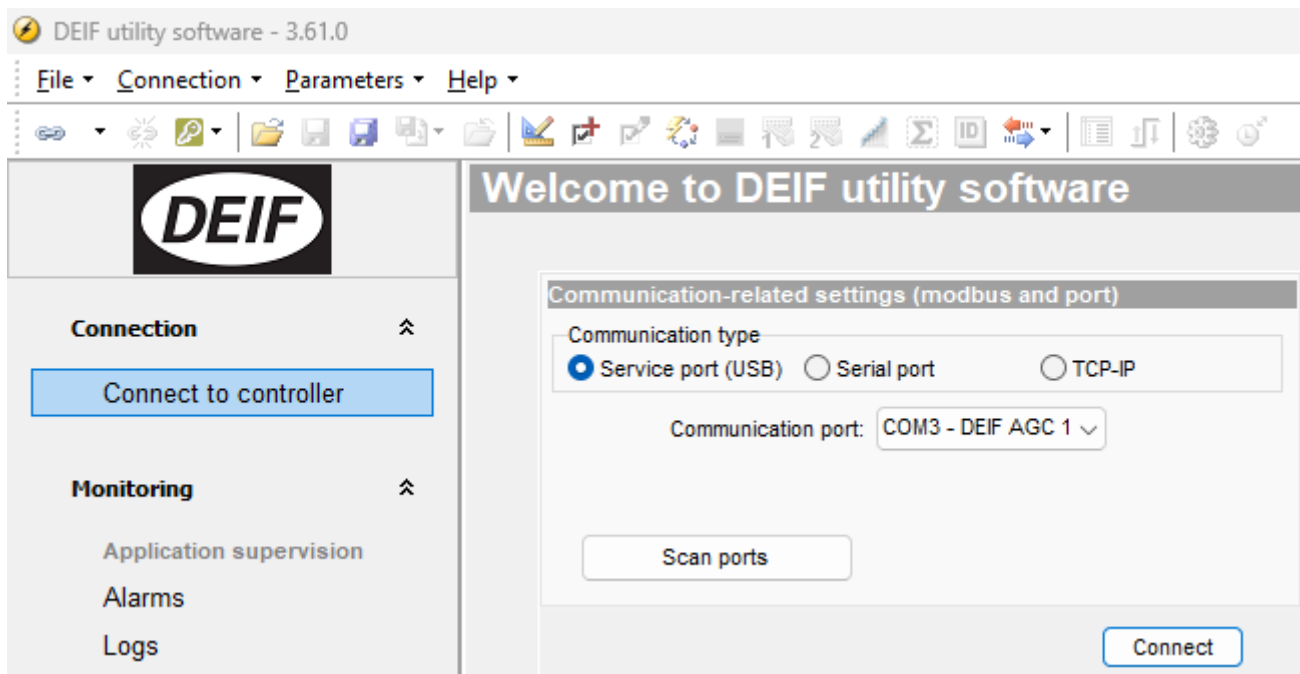 DEIF utility software - 3.61.0
File Connection Parameters Help
ID
DEIF
Welcome to DEIF utility software
Communication-related settings (modbus and port)
Connection
Communication type
Service port (USB) Serial port TCP-IP
Connect to controller
Communication port: COM3 - DEIF AGC 1
Monitoring
Application supervision
Scan ports
Alarms
Logs
Connect